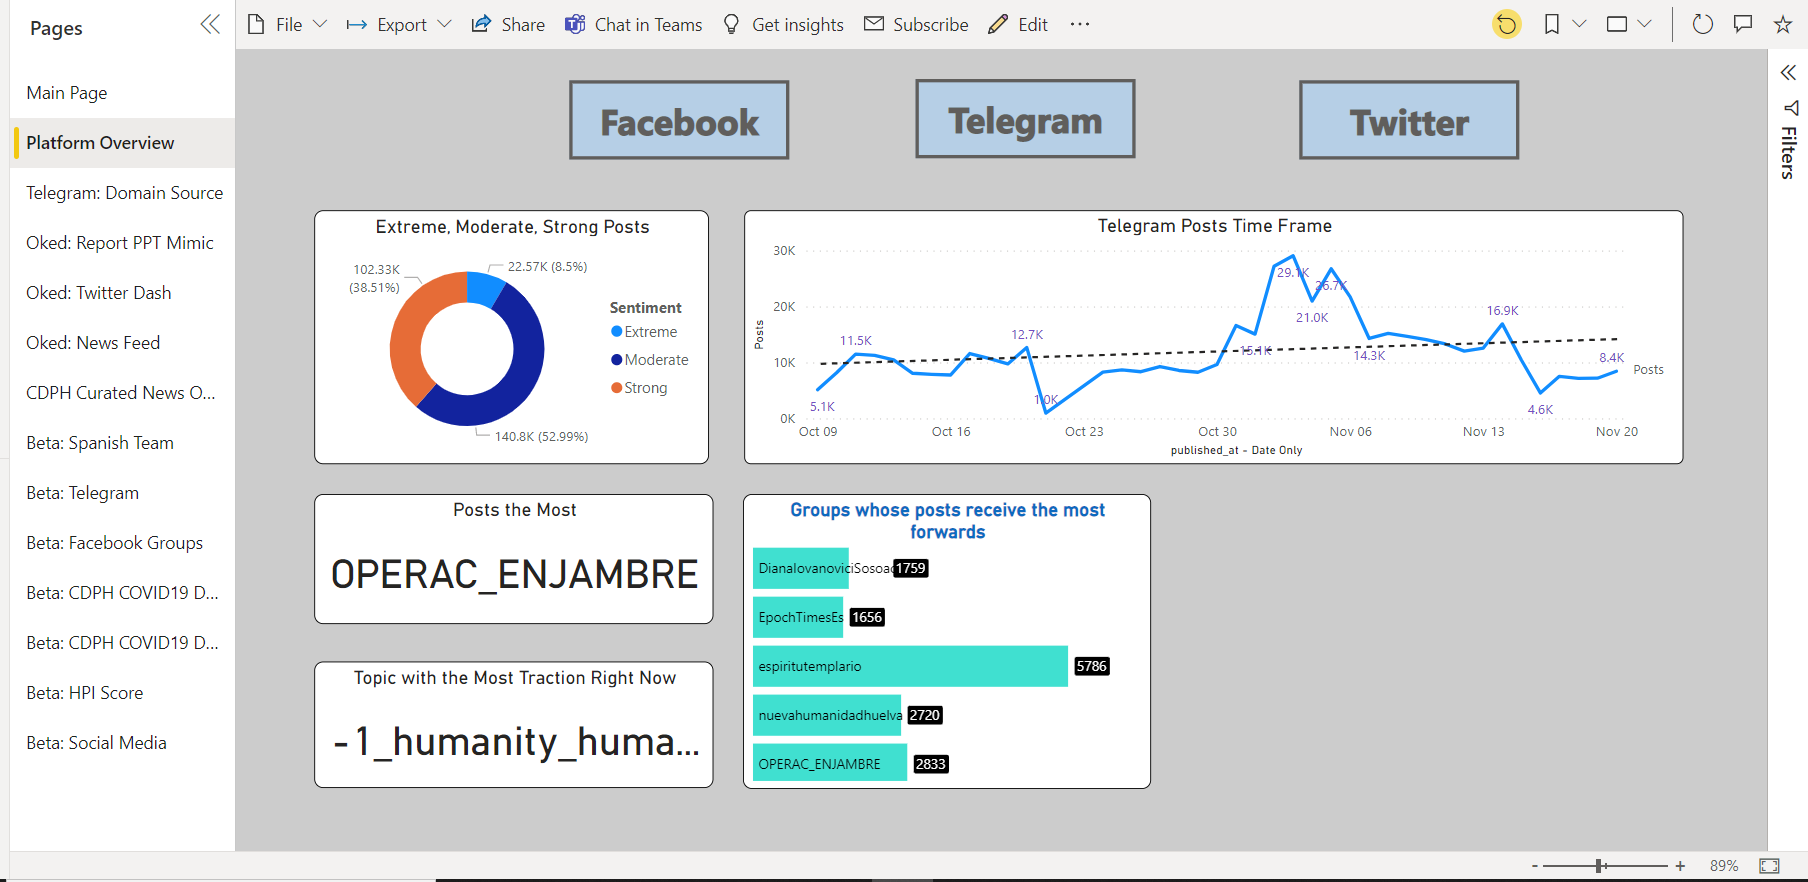 Pages
File
Export
Share
Chat in Teams
Get insights
Subscribe
Edit
Main Page
Platform Overview
Telegram: Domain Source
Oked: Report PPT Mimic
Oked: Twitter Dash
Oked: News Feed
CDPH Curated News O...
Beta: Spanish Team
Beta: Telegram
Beta: Facebook Groups
Beta: CDPH COVID19 D...
Beta: CDPH COVID19 D...
Beta: HPI Score
Beta: Social Media
Filters
Facebook
Telegram
Twitter
Extreme, Moderate, Strong Posts
102.33K
(38.51%)
22.57K (8.5%)
140.8K (52.99%)
Sentiment
Extreme
Moderate
Strong
Telegram Posts Time Frame
Posts
30K
20K
10K
0K
5.1K
11.5K
12.7K
1.0K
15.1K
29.1K
21.0K
26.7K
14.3K
16.9K
4.6K
8.4K
Posts
Oct 09
Oct 16
Oct 23
Oct 30
Nov 06
Nov 13
Nov 20
published_at - Date Only
Posts the Most
OPERAC_ENJAMBRE
Topic with the Most Traction Right Now
-1_humanity_huma...
Groups whose posts receive the most
forwards
DianaIovanoviciSosoac 1759
EpochTimesEs 1656
espiritutemplario 5786
nuevahumanidadhuelva 2720
OPERAC_ENJAMBRE 2833
- + 89%